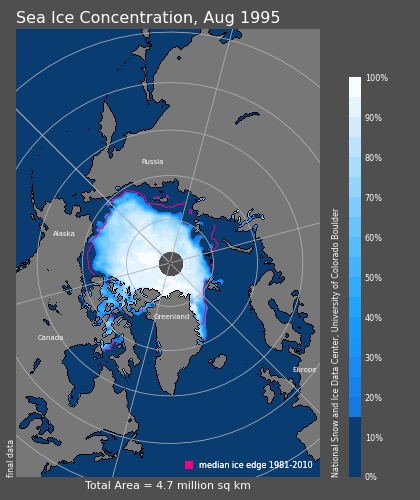 Sea Ice Concentration, Aug 1995
Russia
Alaska
Greenland
Canada
Europe
100%
90%
80%
70%
60%
50%
40%
30%
20%
10%
0%
National Snow and Ice Data Center, University of Colorado Boulder
final data
median ice edge 1981-2010
Total Area = 4.7 million sq km